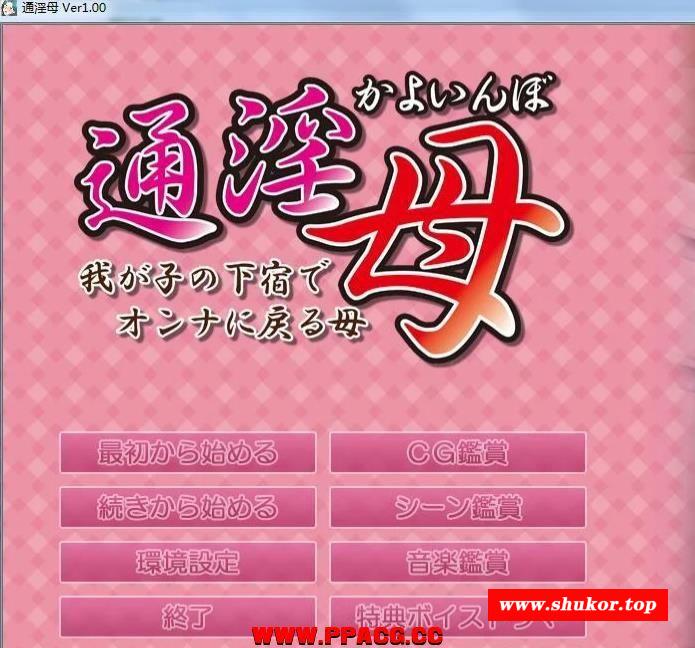 通淫母 Ver1.00
かよいんぼ
通淫母
我が子の下宿で
オンナに戻る母
最初から始める
CG鑑賞
続きから始める
シーン鑑賞
環境設定
音楽鑑賞
終了
特典ボイスドラマ
www.shukor.top
WWW.PPACG.CC